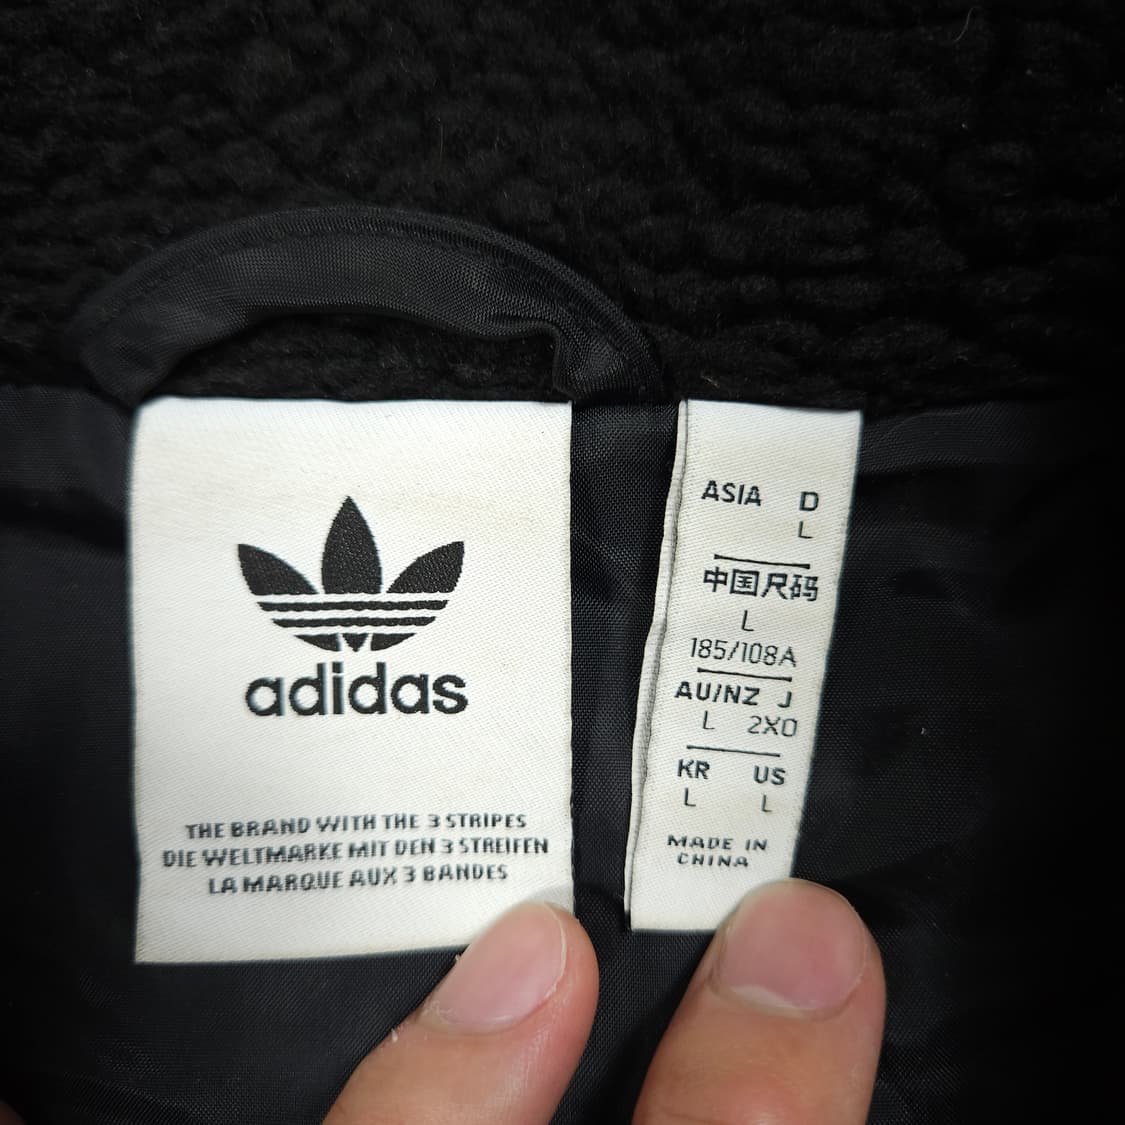 adidas
THE BRAND WITH THE 3 STRIPES
DIE WELTMARKE MIT DEN 3 STREIFEN
LA MARQUE AUX 3 BANDES
ASIA D
L
中国尺码
L
185/108A
AU/NZ J
L 2XO
KR US
L L
MADE IN
CHINA